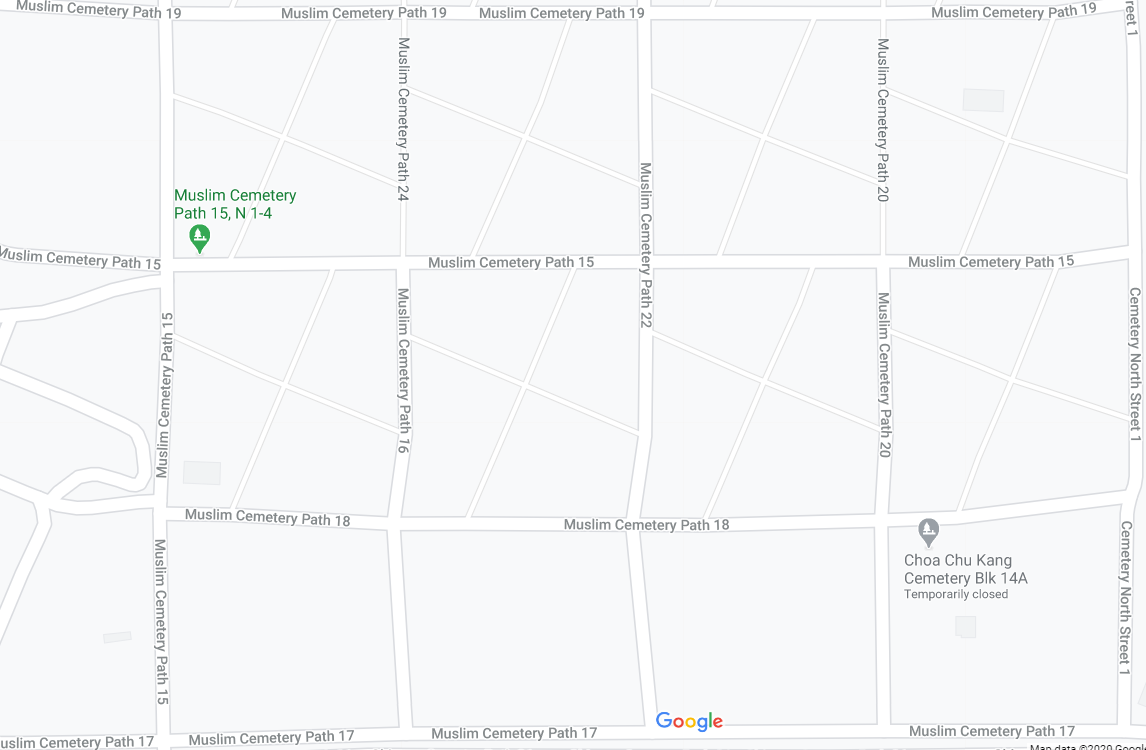 Muslim Cemetery Path 19
Muslim Cemetery Path 19
Muslim Cemetery Path 19
Muslim Cemetery Path 19
reet 1
Muslim Cemetery Path 24
Muslim Cemetery Path 20
Muslim Cemetery Path 22
Muslim Cemetery
Path 15, N 1-4
Muslim Cemetery Path 15
Muslim Cemetery Path 15
Muslim Cemetery Path 15
Muslim Cemetery Path 15
Muslim Cemetery Path 16
Muslim Cemetery Path 20
Cemetery North Street 1
Muslim Cemetery Path 18
Muslim Cemetery Path 18
Choa Chu Kang
Cemetery Blk 14A
Temporarily closed
Muslim Cemetery Path 15
Cemetery North Street 1
Google
uslim Cemetery Path 17
Muslim Cemetery Path 17
Muslim Cemetery Path 17
Muslim Cemetery Path 17
Map data ©2020 Google